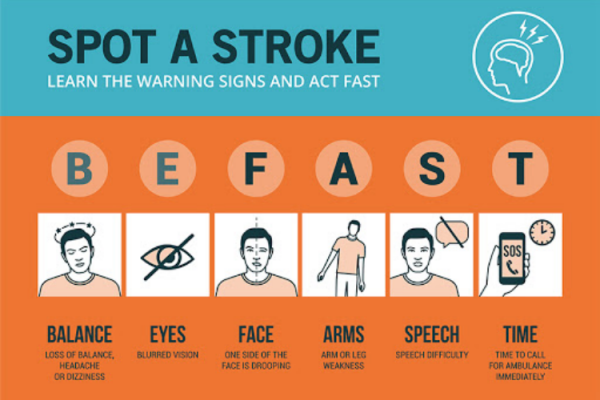 SPOT A STROKE
LEARN THE WARNING SIGNS AND ACT FAST
B E F A S T
SOS
BALANCE
LOSS OF BALANCE,
HEADACHE
OR DIZZINESS
EYES
BLURRED VISION
FACE
ONE SIDE OF THE
FACE IS DROOPING
ARMS
ARM OR LEG
WEAKNESS
SPEECH
SPEECH DIFFICULTY
TIME
TIME TO CALL
FOR AMBULANCE
IMMEDIATELY